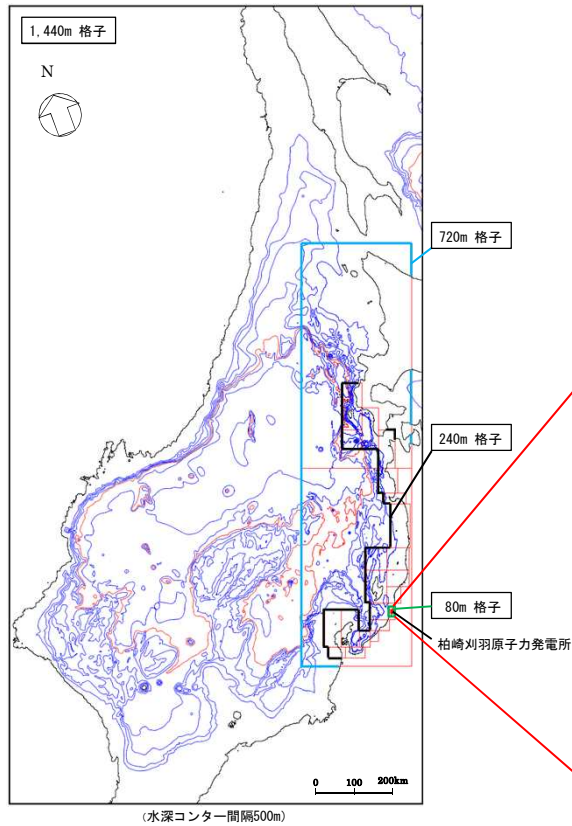 1,440m 格子
N
720m 格子
240m 格子
80m 格子
柏崎刈羽原子力発電所
0 100 200km
(水深コンター間隔500m)